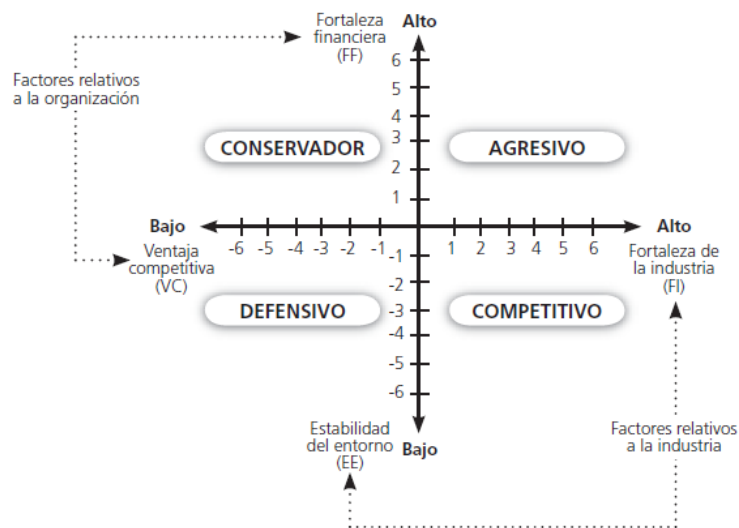 Fortaleza
financiera
(FF)
Alto
6
5
4
3
2
1
Factores relativos
a la organización
CONSERVADOR
AGRESIVO
Bajo
Alto
Ventaja
competitiva
(VC)
-6 -5 -4 -3 -2 -1
1 2 3 4 5 6
Fortaleza de
la industria
(FI)
-1
-2
-3
-4
-5
-6
DEFENSIVO
COMPETITIVO
Estabilidad
del entorno
(EE)
Bajo
Factores relativos
a la industria